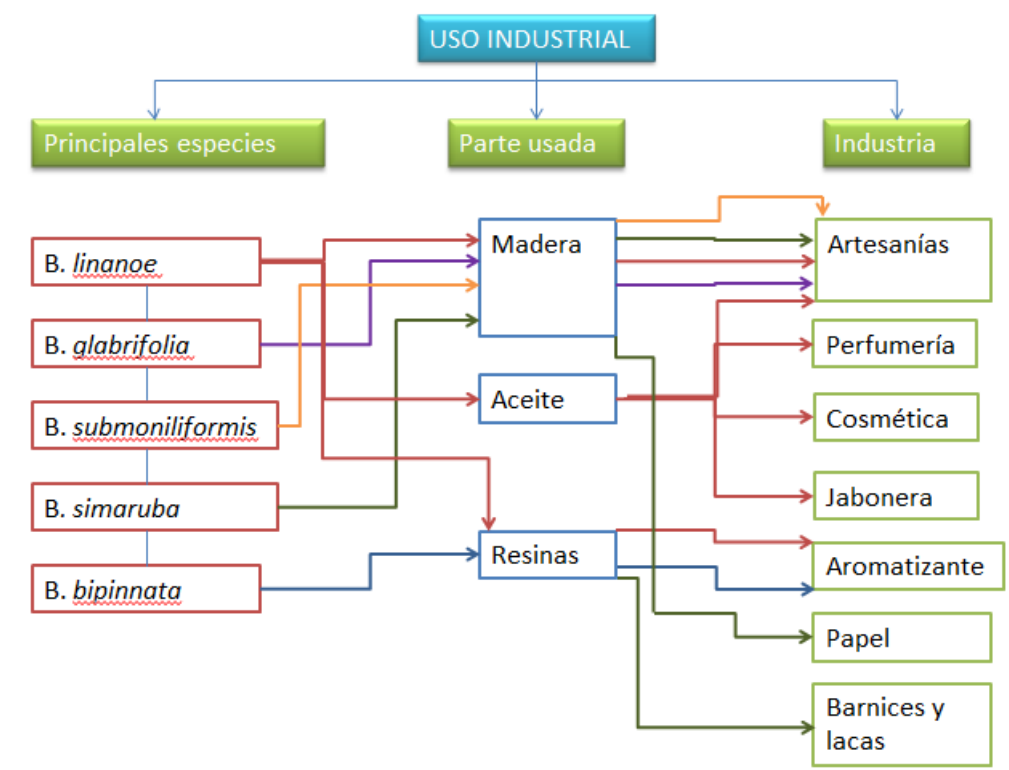 USO INDUSTRIAL
Principales especies
Parte usada
Industria
B. linanoe
B. glabrifolia
B. submoniliformis
B. simaruba
B. bipinnata
Madera
Aceite
Resinas
Artesanías
Perfumería
Cosmética
Jabonera
Aromatizante
Papel
Barnices y
lacas